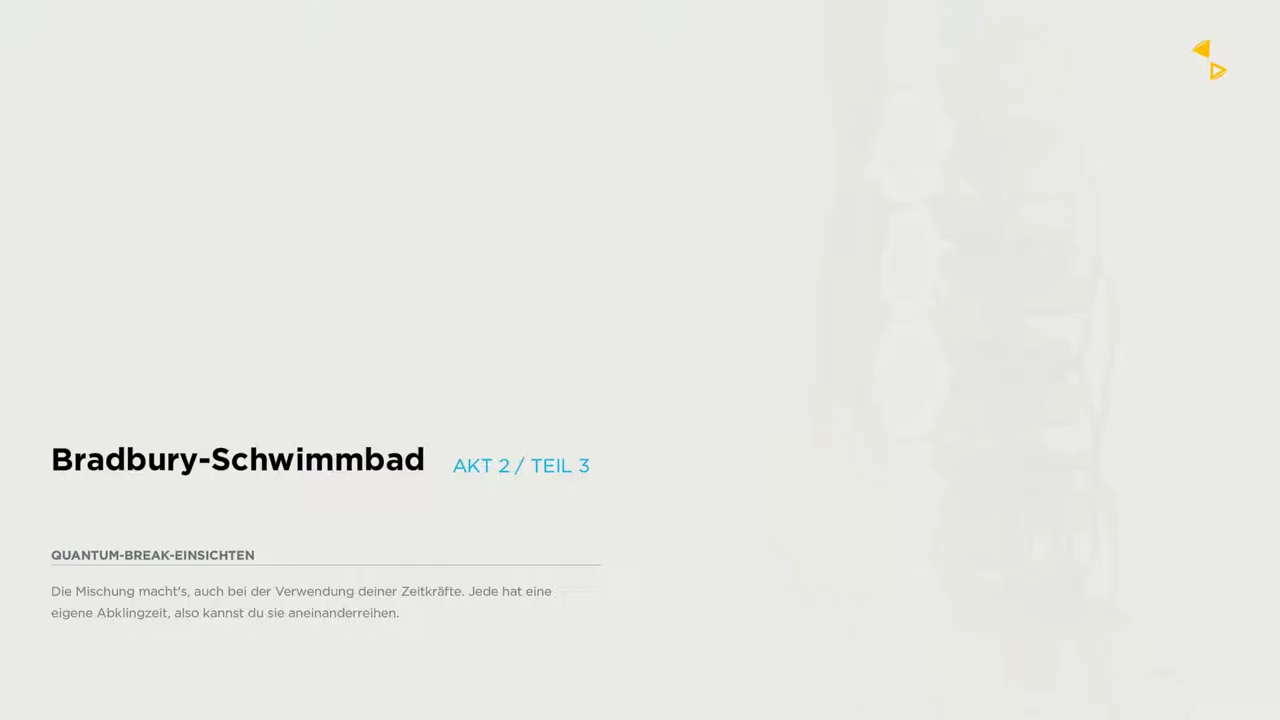 Bradbury-Schwimmbad AKT 2 / TEIL 3
QUANTUM-BREAK-EINSICHTEN
Die Mischung macht's, auch bei der Verwendung deiner Zeitkräfte. Jede hat eine
eigene Abklingzeit, also kannst du sie aneinanderreihen.